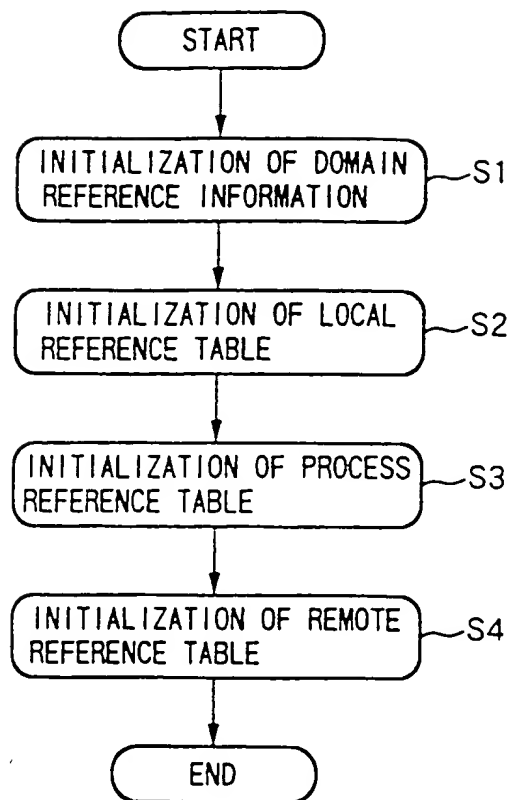 START
INITIALIZATION OF DOMAIN
REFERENCE INFORMATION
S1
INITIALIZATION OF LOCAL
REFERENCE TABLE
S2
INITIALIZATION OF PROCESS
REFERENCE TABLE
S3
INITIALIZATION OF REMOTE
REFERENCE TABLE
S4
END